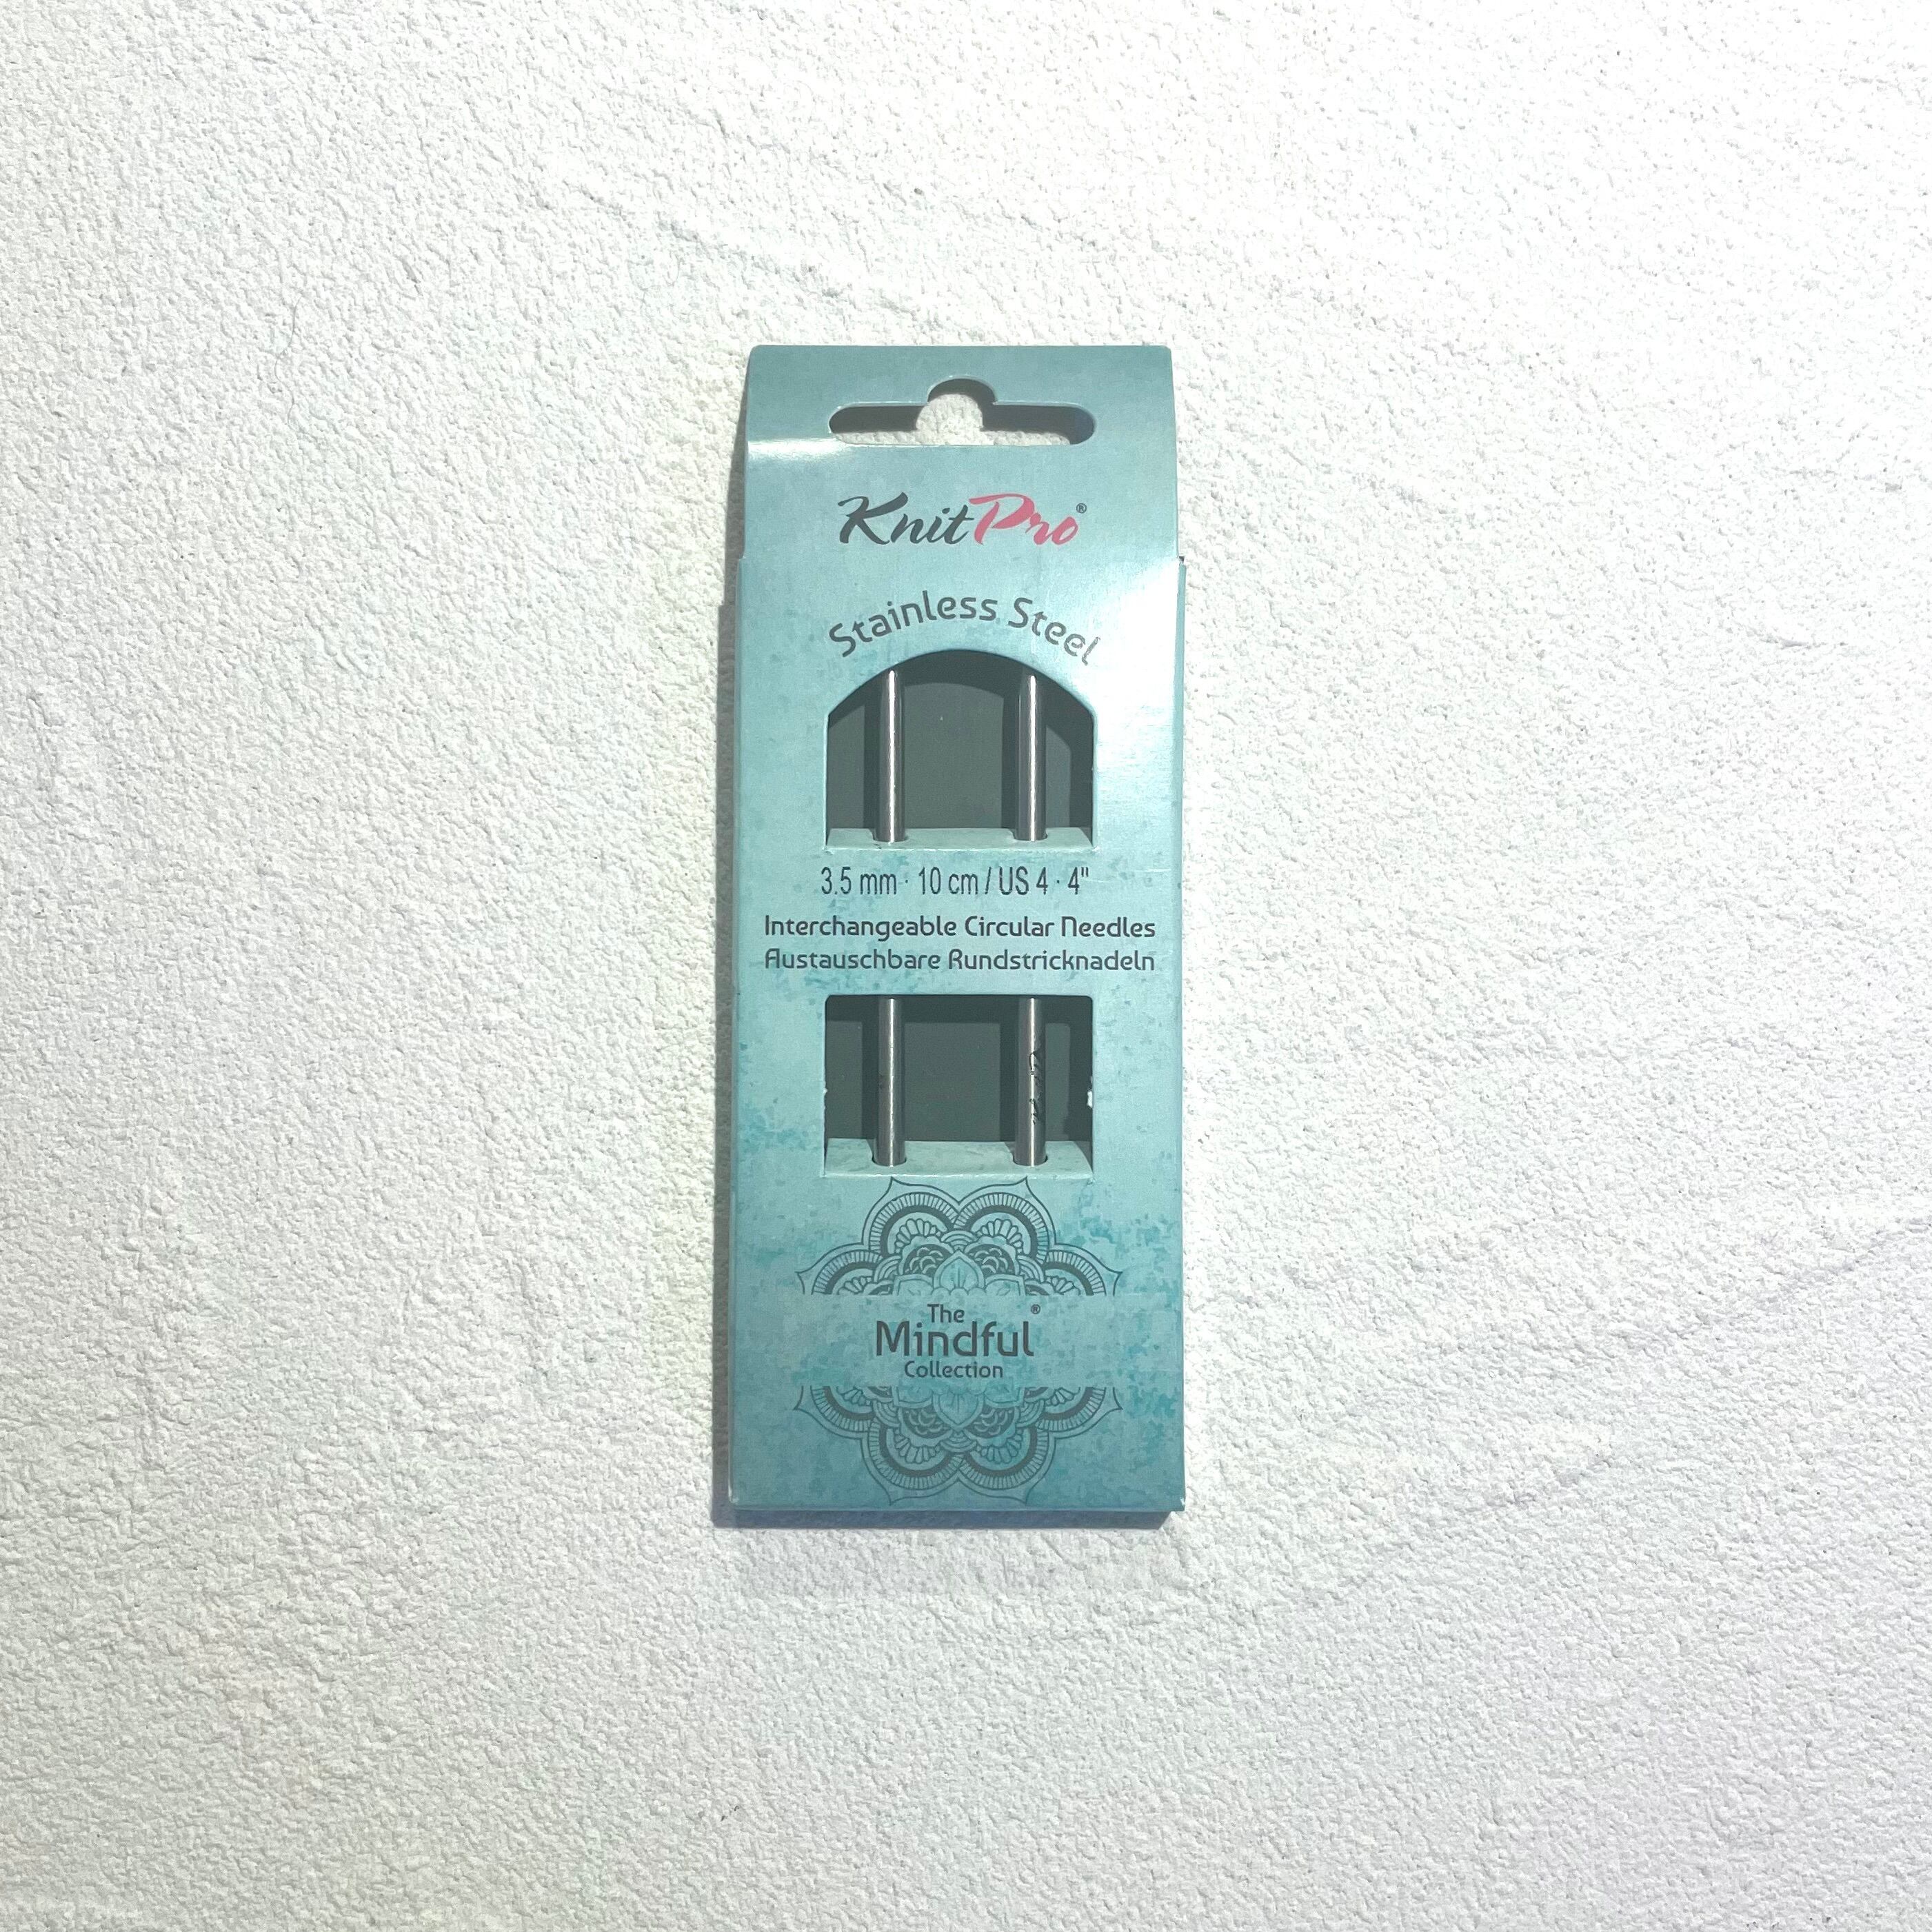 KnitPro®
Stainless Steel
3.5 mm · 10 cm / US 4 · 4"
Interchangeable Circular Needles
Austauschbare Rundstricknadeln
The ®
Mindful
Collection